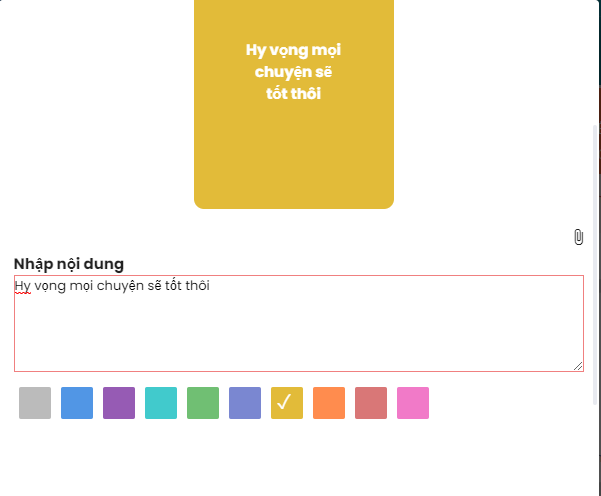 Hy vọng mọi
chuyện sẽ
tốt thôi
Nhập nội dung
Hy vọng mọi chuyện sẽ tốt thôi